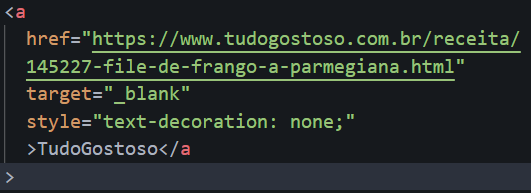 <a
href="https://www.tudogostoso.com.br/receita/
145227-file-de-frango-a-parmegiana.html"
target="_blank"
style="text-decoration: none;"
>TudoGostoso</a
>